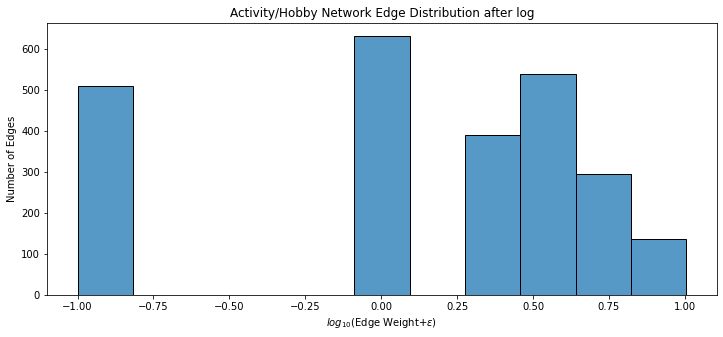 Activity/Hobby Network Edge Distribution after log
Number of Edges
600
500
400
300
200
100
0
−1.00 −0.75 −0.50 −0.25 0.00 0.25 0.50 0.75 1.00
log₁₀(Edge Weight+ε)